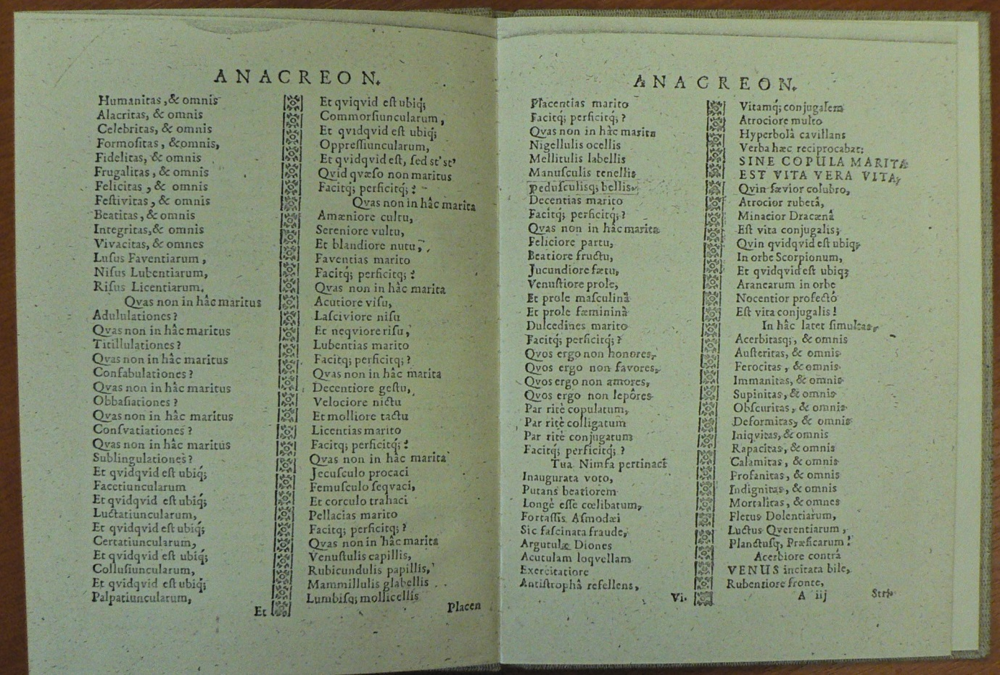 ANACREON.
Humanitas, & omnis
Alacritas, & omnis
Celebritas, & omnis
Formoſitas, & omnis,
Fidelitas, & omnis
Frugalitas, & omnis
Felicitas, & omnis
Feſtivitas, & omnis
Beatitas, & omnis
Integritas, & omnis
Vivacitas, & omnes
Luſus Faventiarum,
Niſus Lubentiarum,
Riſus Licentiarum.
Qvas non in hâc maritus
Adululationes?
Qvas non in hâc maritus
Titillulationes?
Qvas non in hâc maritus
Confabulationes?
Qvas non in hâc maritus
Obbaſiationes?
Qvas non in hâc maritus
Conſvatiationes?
Qvas non in hâc maritus
Sublingulationes?
Et qvidqvid eſt ubiq́;
Facetiuncularum
Et qvidqvid eſt ubiq́;
Luctatiuncularum,
Et qvidqvid eſt ubiq́;
Certatiuncularum,
Et qvidqvid eſt ubiq́;
Colluſiuncularum,
Et qvidqvid eſt ubiq́;
Palpatiuncularum,
Et
Et qviqvid eſt ubiq́;
Commorſiuncularum,
Et qvidqvid eſt ubiq́;
Oppreſſiuncularum,
Et qvidqvid eſt, ſed st' st'
Qvid qvæſo non maritus
Facitq́; perficitq́;?
Qvas non in hâc marita
Amæniore cultu,
Sereniore vultu,
Et blandiore nutu,
Faventias marito
Facitq́; perficitq́;?
Qvas non in hâc marita
Acutiore viſu,
Laſciviore niſu
Et neqviore riſu,
Lubentias marito
Facitq́; perficitq́;?
Qvas non in hâc marita
Decentiore geſtu,
Velociore nictu
Et molliore tactu
Licentias marito
Facitq́; perficitq́;?
Qvas non in hâc marita
Jecuſculo procaci
Femuſculo ſeqvaci,
Et corculo trahaci
Pellacias marito
Facitq́; perficitq́;?
Qvas non in hâc marita
Venuſtulis capillis,
Rubicundulis papillis,
Mammillulis glabellis
Lumbiſq́; mollicellis
Placen
ANACREON.
Placentias marito
Facitq́; perficitq́;?
Qvas non in hâc marita
Nigellulis ocellis
Mellitulis labellis
Manuſculis tenellis
peduſculisq́; bellis.
Decentias marito
Facitq́; perficitq́;?
Qvas non in hâc marita
Feliciore partu,
Beatiore fructu,
Jucundiore fætu,
Venuſtiore prole,
Et prole maſculinâ
Et prole fæmininâ
Dulcedines marito
Facitq́; perficitq́;?
Qvos ergo non honores,
Qvos ergo non favores,
Qvos ergo non amores,
Qvos ergo non lepôres
Par ritè copulatum,
Par ritè colligatum
Par ritè conjugatum
Facitq́; perficitq́;?
Tua Nimfa pertinaci
Inaugurata voto,
Putans beatiorem
Longè eſſe cœlibatum,
Fortaſſis Aſmodæi
Sic faſcinata fraude,
Argutulæ Diones
Acutulam loqvellam
Exercitatiore
Antiſtrophâ refellens,
Vi.
Vitamq́; conjugalem
Atrociore multo
Hyperbolâ cavillans
Verba hæc reciprocabat:
SINE COPULA MARITA
EST VITA VERA VITA,
Qvin ſævior colubro,
Atrocior rubetâ,
Minacior Dracænâ
Eſt vita conjugalis;
Qvin qvidqvid eſt ubiq́;
In orbe Scorpionum,
Et qvidqvid eſt ubiq́;
Aranearum in orbe
Nocentior profectò
Eſt vita conjugalis!
In hâc latet ſimultas,
Acerbitasq́;, & omnis
Auſteritas, & omnis
Ferocitas, & omnis
Immanitas, & omnis
Supinitas, & omnis
Obſcuritas, & omnis
Deformitas, & omnis
Iniqvitas, & omnis
Rapacitas, & omnis
Calamitas, & omnis
Profanitas, & omnis
Indignitas, & omnis
Mortalitas, & omnes
Fletus Dolentiarum,
Luctus Qverentiarum,
Planctuſq́, Præficarum!
Acerbiore contrà
VENUS incitata bile,
Rubentiore fronte,
A iij